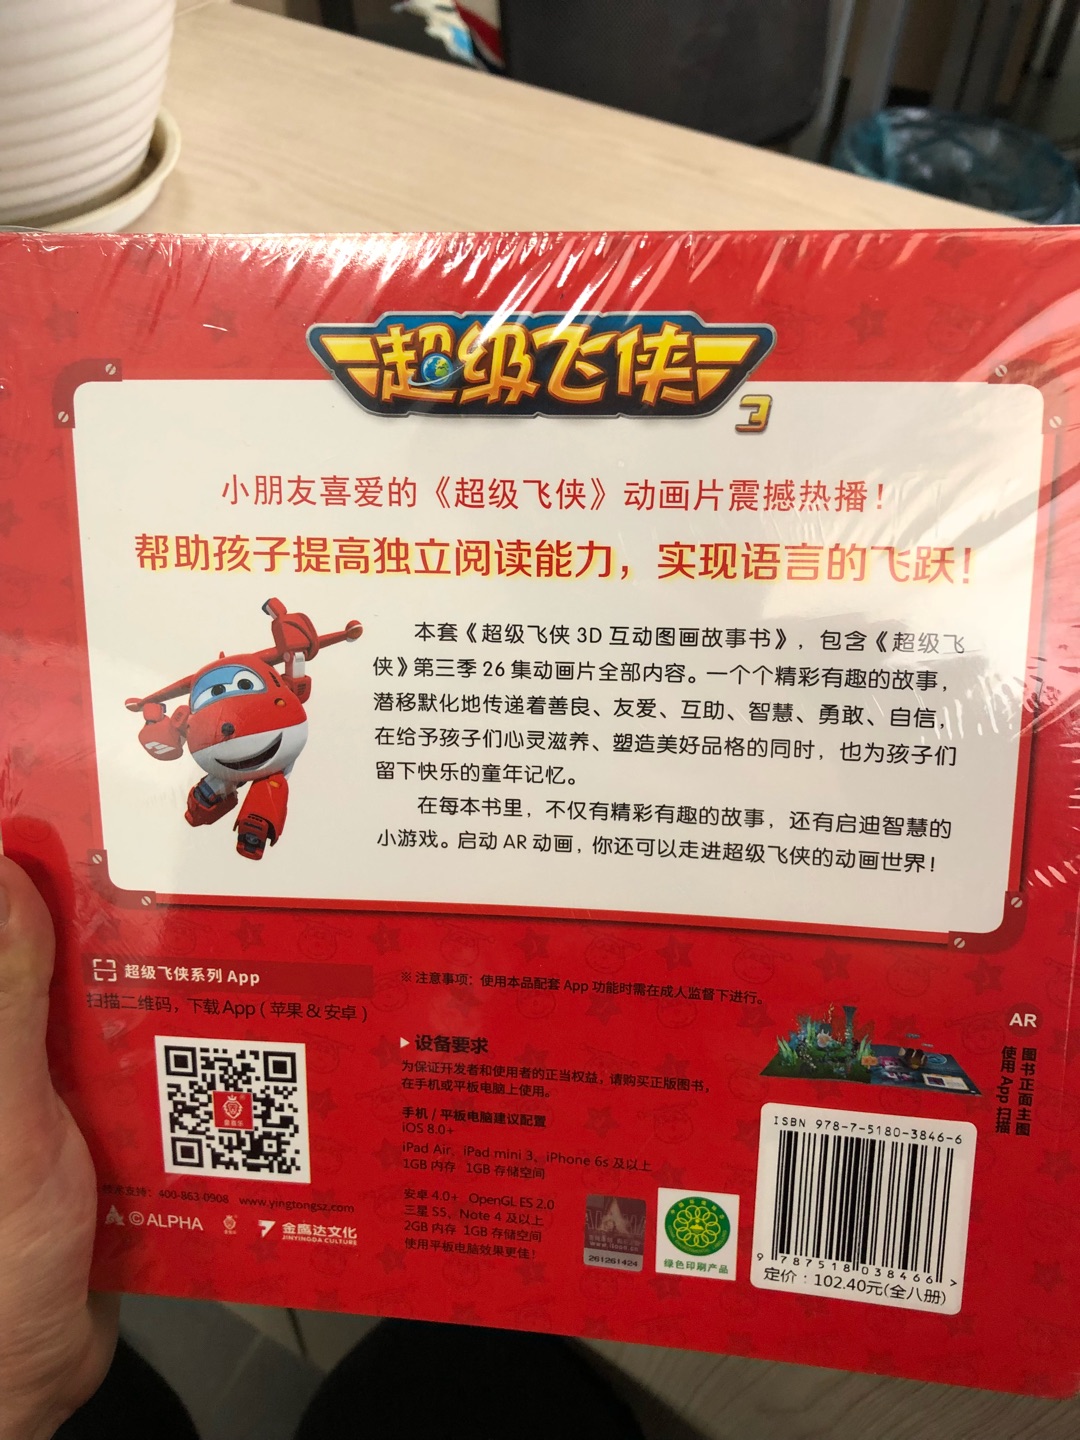 超级飞侠
3
小朋友喜爱的《超级飞侠》动画片震撼热播！
帮助孩子提高独立阅读能力，实现语言的飞跃！
本套《超级飞侠 3D 互动图画故事书》，包含《超级飞
侠》第三季 26 集动画片全部内容。一个个精彩有趣的故事，
潜移默化地传递着善良、友爱、互助、智慧、勇敢、自信，
在给予孩子们心灵滋养、塑造美好品格的同时，也为孩子们
留下快乐的童年记忆。
在每本书里，不仅有精彩有趣的故事，还有启迪智慧的
小游戏。启动 AR 动画，你还可以走进超级飞侠的动画世界！
超级飞侠系列 App
扫描二维码，下载 App（苹果 & 安卓）
技术支持：400-863-0908 www.yingtongsz.com
©ALPHA
金鹰达文化
JINYINGDA CULTURE
※ 注意事项：使用本品配套 App 功能时需在成人监督下进行。
设备要求
为保证开发者和使用者的正当权益，请购买正版图书，
在手机或平板电脑上使用。
手机 / 平板电脑建议配置
iOS 8.0+
iPad Air、iPad mini 3、iPhone 6s 及以上
1GB 内存 1GB 存储空间
安卓 4.0+ OpenGL ES 2.0
三星 S5、Note 4 及以上
2GB 内存 1GB 存储空间
使用平板电脑效果更佳！
261261424
绿色印刷产品
AR
图书正面主图
使用 App 扫描
ISBN 978-7-5180-3846-6
9 787518 038466 >
定价：102.40元(全八册)